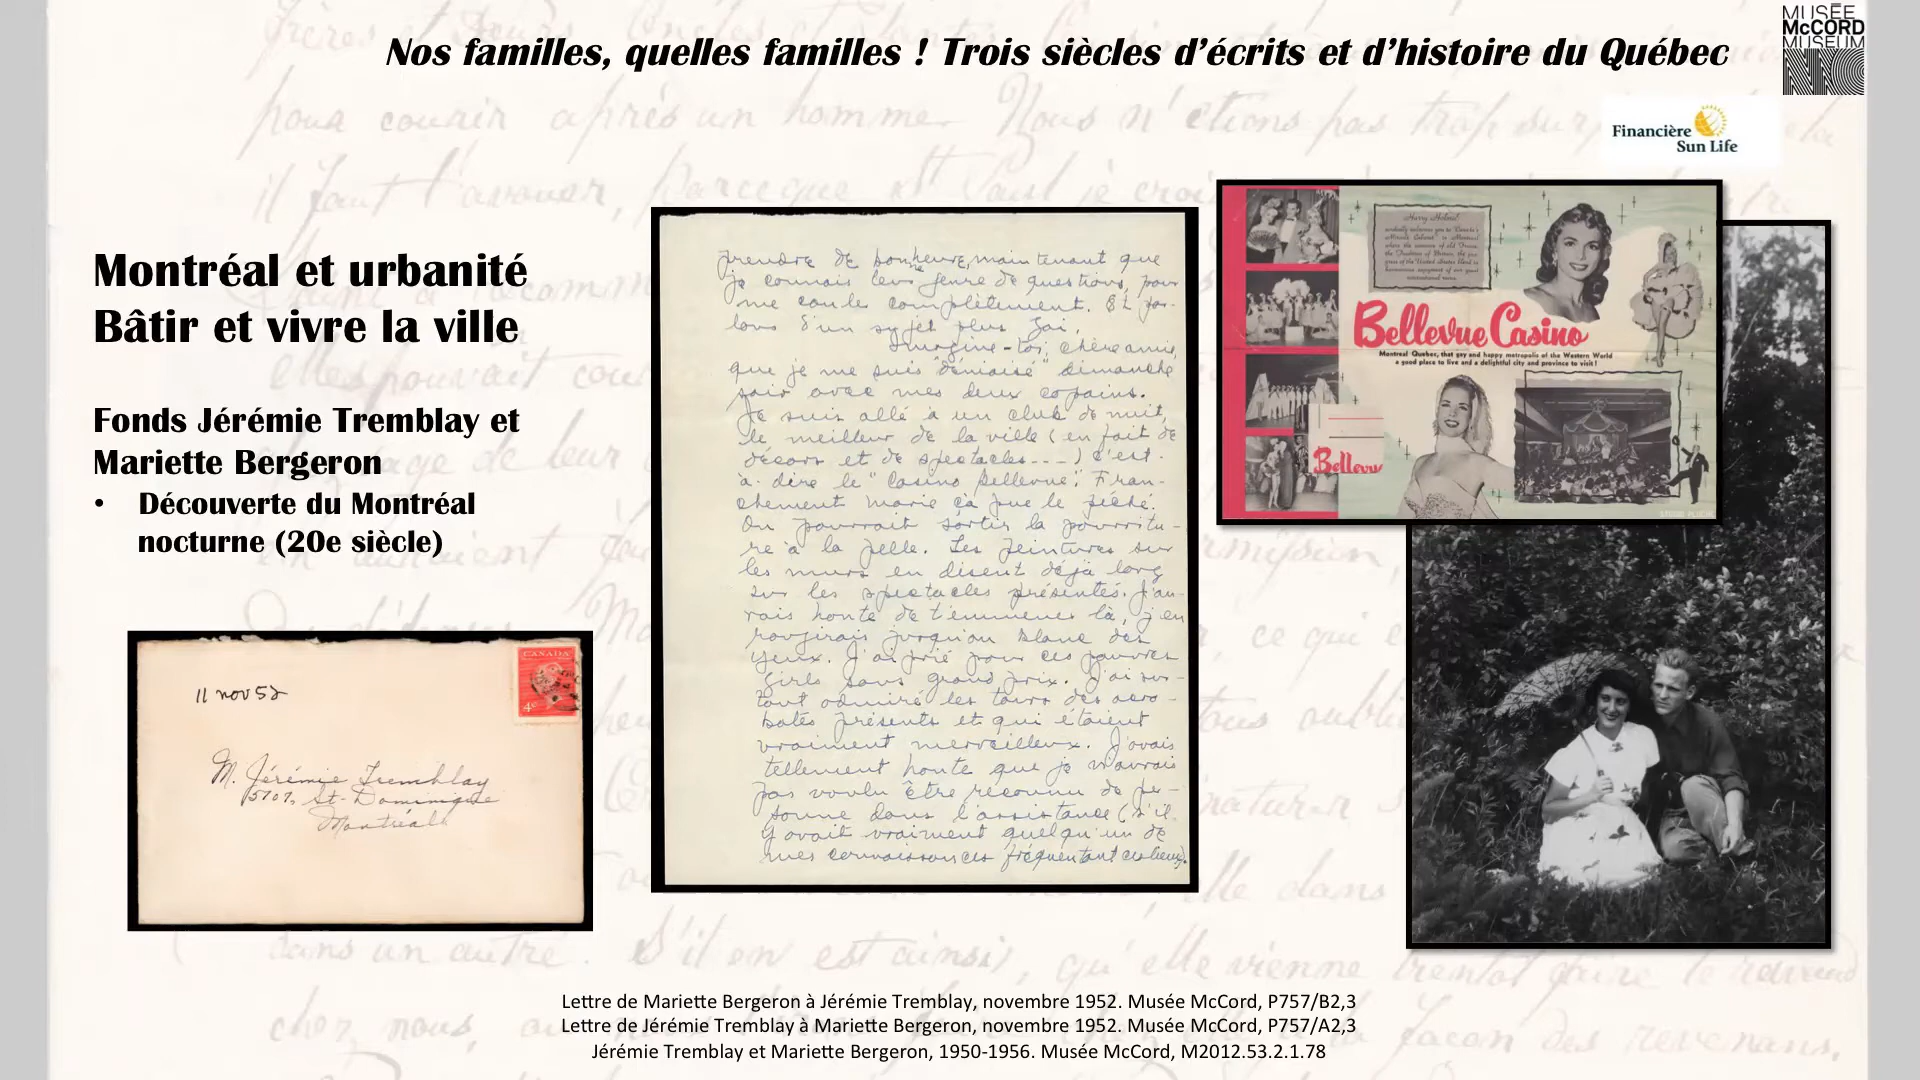 Nos familles, quelles familles ! Trois siècles d’écrits et d’histoire du Québec
MUSÉE
McCORD
MUSEUM
Financière
Sun Life
Montréal et urbanité
Bâtir et vivre la ville
Fonds Jérémie Tremblay et
Mariette Bergeron
• Découverte du Montréal
nocturne (20e siècle)
CANADA
4c
11 nov 52
M. Jérémie Tremblay
5107, St-Dominique
Montréal.
prendre de bonheure, maintenant que
je connais leur genre de questions, pour
me couler complètement. Et par-
lons d'un sujet plus gai.
Imagine-toi, chère amie,
que je me suis "démaisé" dimanche
soir avec mes deux copains.
Je suis allé à un club de nuit,
le meilleur de la ville (en fait de
décors et de spectacles....) c'est-
à-dire le "Casino Bellevue". Fran-
chement Marie ça pue le péché.
On pourrait sortir la pourritu-
re à la pelle. Les peintures sur
les murs en disent déjà long
sur les spectacles présentés. J'au-
rais honte de t'emmener là, j'en
rougirais jusqu'au blanc des
yeux. J'ai prié pour ces pauvres
girls sans grand prix. J'ai sur-
tout admiré les tours des acro-
bates présents et qui étaient
vraiment merveilleux. J'avais
tellement honte que je n'aurais
pas voulu être reconnu de per-
sonne dans l'assistance (s'il
y avait vraiment quelqu'un de
mes connaissances fréquentant ces lieux).
Harry Holmes
Bellevue Casino
Montreal Quebec, that gay and happy metropolis of the Western World
a good place to live and a delightful city and province to visit!
Bellevue
Lettre de Mariette Bergeron à Jérémie Tremblay, novembre 1952. Musée McCord, P757/B2,3
Lettre de Jérémie Tremblay à Mariette Bergeron, novembre 1952. Musée McCord, P757/A2,3
Jérémie Tremblay et Mariette Bergeron, 1950-1956. Musée McCord, M2012.53.2.1.78